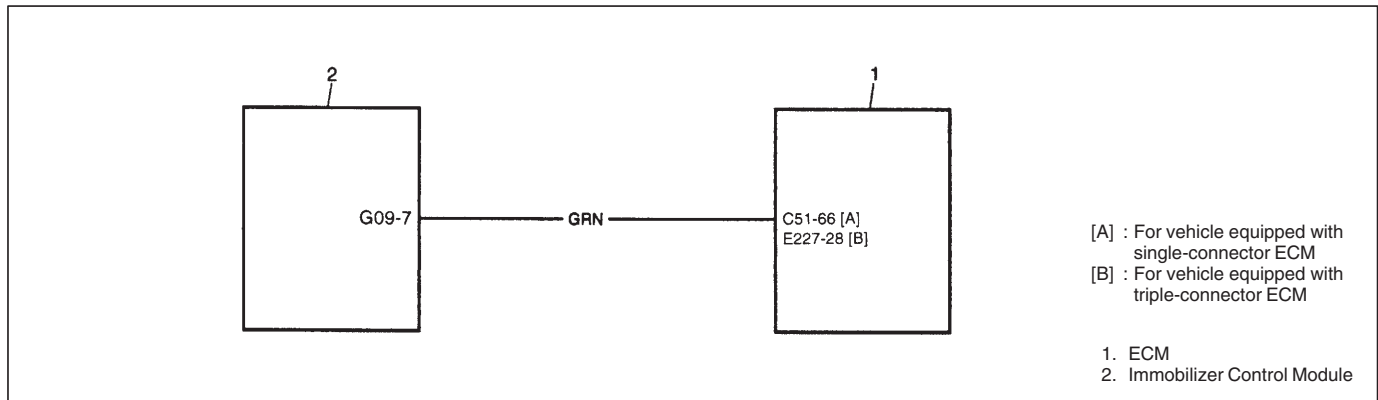 2
1
G09-7
GRN
C51-66 [A]
E227-28 [B]
[A] : For vehicle equipped with
single-connector ECM
[B] : For vehicle equipped with
triple-connector ECM
1. ECM
2. Immobilizer Control Module